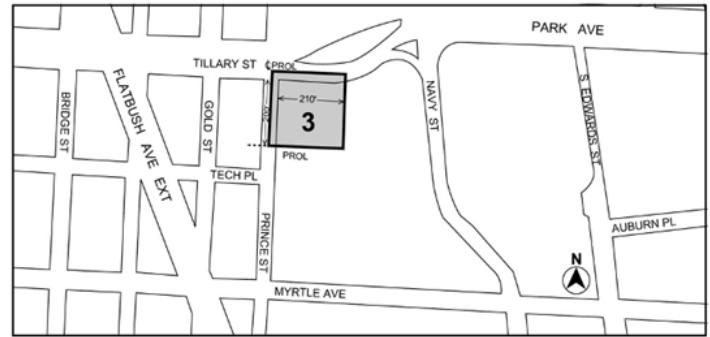 PARK AVE
TILLARY ST
℄ PROL
210'
200'
3
PROL
BRIDGE ST
FLATBUSH AVE EXT
GOLD ST
TECH PL
PRINCE ST
MYRTLE AVE
NAVY ST
S EDWARDS ST
AUBURN PL
N